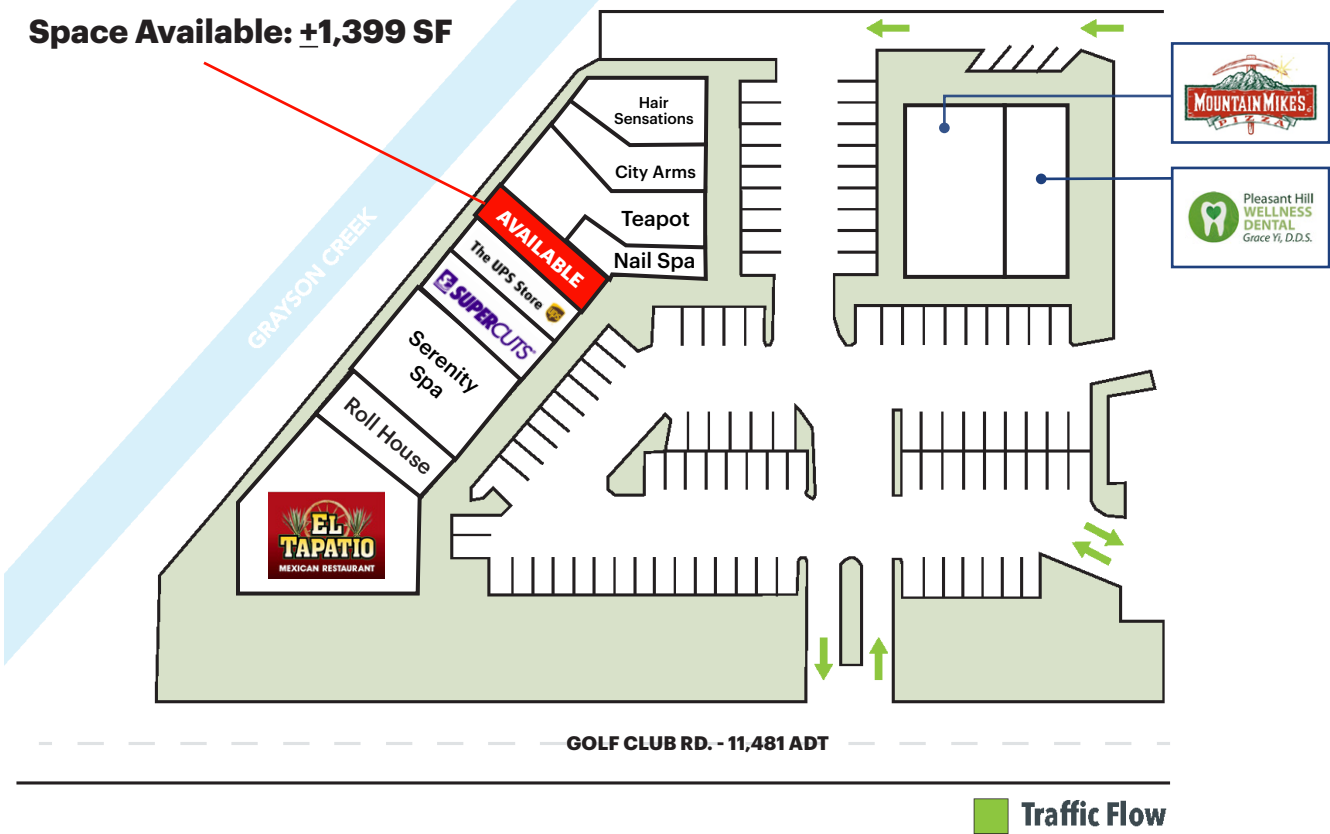 Space Available: ±1,399 SF
MOUNTAIN MIKE'S
PIZZA
Pleasant Hill
WELLNESS
DENTAL
Grace Yi, D.D.S.
Hair
Sensations
City Arms
Teapot
Nail Spa
AVAILABLE
The UPS Store
ups
SUPERCUTS
Serenity
Spa
Roll House
EL
TAPATIO
MEXICAN RESTAURANT
GRAYSON CREEK
GOLF CLUB RD. - 11,481 ADT
Traffic Flow